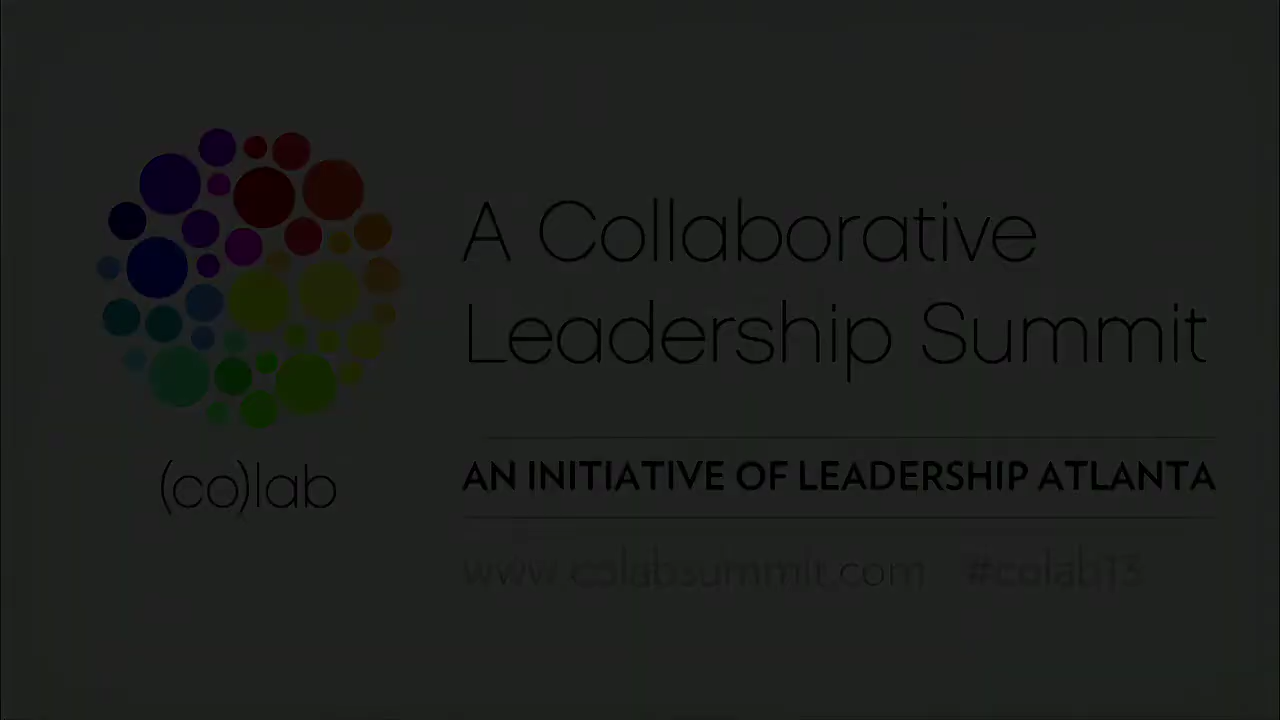 A Collaborative
Leadership Summit
(co)lab
AN INITIATIVE OF LEADERSHIP ATLANTA
www.colabsummit.com #colab13